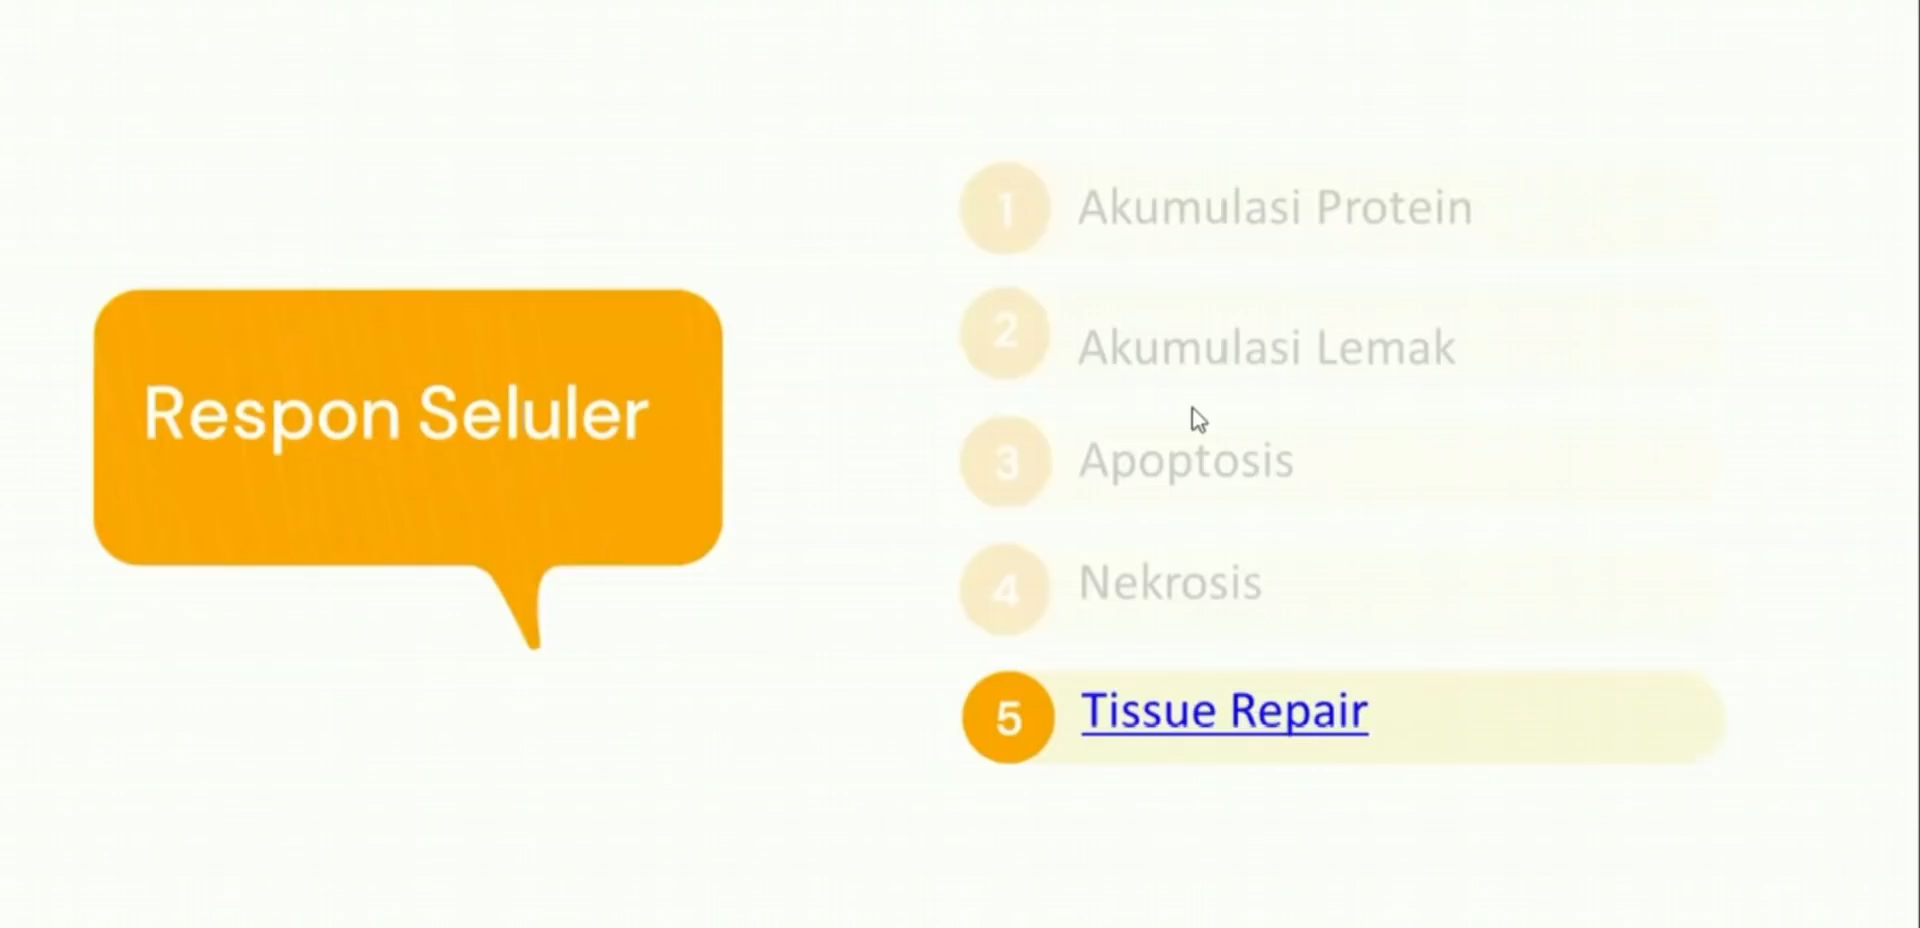 Respon Seluler
1 Akumulasi Protein
2 Akumulasi Lemak
3 Apoptosis
4 Nekrosis
5 Tissue Repair